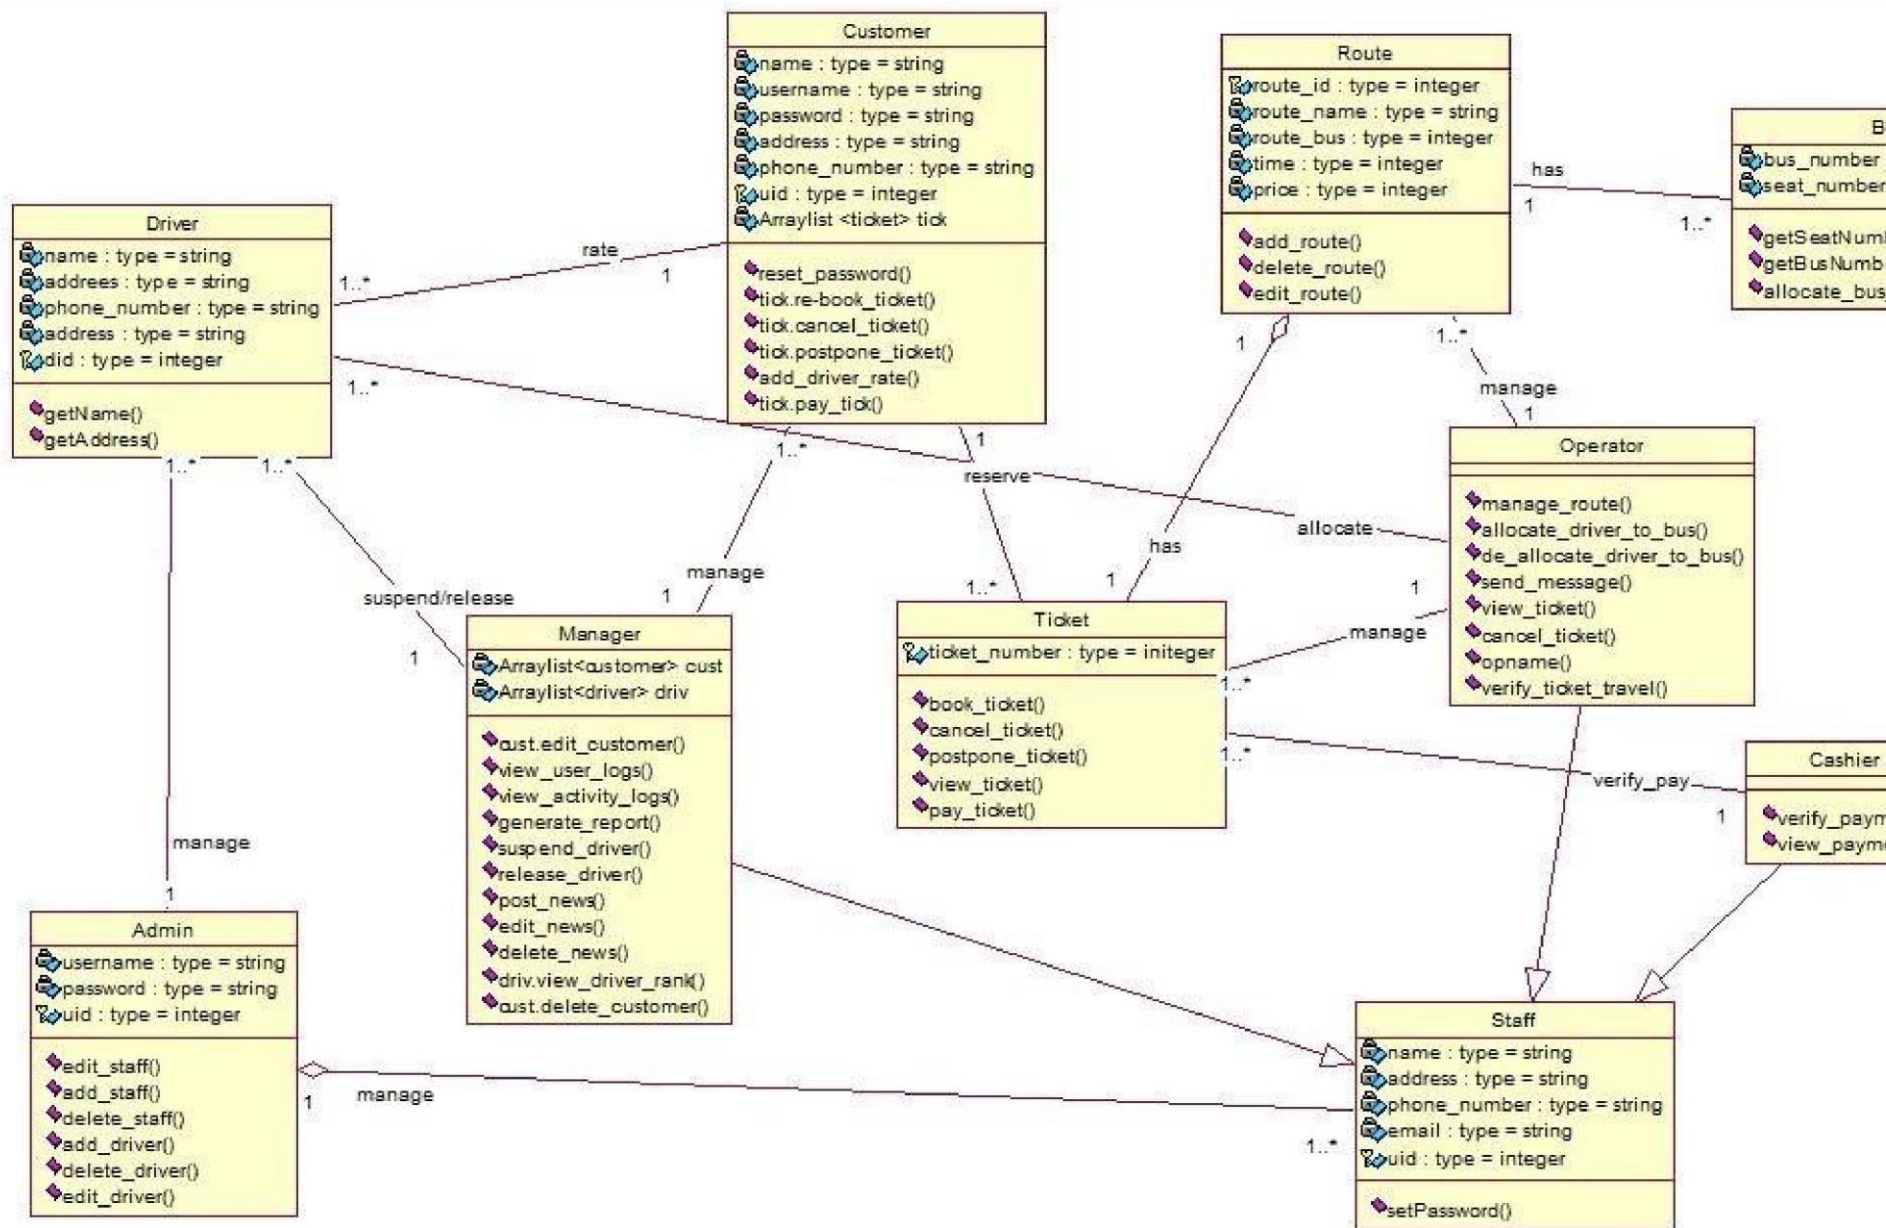 Customer
name : type = string
username : type = string
password : type = string
address : type = string
phone_number : type = string
uid : type = integer
Arraylist <ticket> tick
reset_password()
tick.re-book_ticket()
tick.cancel_ticket()
tick.postpone_ticket()
add_driver_rate()
tick.pay_tick()
Route
route_id : type = integer
route_name : type = string
route_bus : type = integer
time : type = integer
price : type = integer
add_route()
delete_route()
edit_route()
has
1
1..*
bus_number
seat_number
allocate_bus
Driver
name : type = string
addrees : type = string
phone_number : type = string
address : type = string
did : type = integer
getName()
getAddress()
1..*
rate
1
1..*
allocate
1..*
1..*
1..*
manage
1
1
reserve
1..*
1
has
1
1..*
manage
1
Operator
manage_route()
allocate_driver_to_bus()
de_allocate_driver_to_bus()
send_message()
view_ticket()
cancel_ticket()
opname()
verify_ticket_travel()
1
manage
1..*
suspend/release
1
Manager
Arraylist<customer> cust
Arraylist<driver> driv
cust.edit_customer()
view_user_logs()
view_activity_logs()
generate_report()
suspend_driver()
release_driver()
post_news()
edit_news()
delete_news()
driv.view_driver_rank()
cust.delete_customer()
Ticket
ticket_number : type = initeger
book_ticket()
cancel_ticket()
postpone_ticket()
view_ticket()
pay_ticket()
1..*
verify_pay
1
Cashier
manage
1
Admin
username : type = string
password : type = string
uid : type = integer
edit_staff()
add_staff()
delete_staff()
add_driver()
delete_driver()
edit_driver()
1
manage
1..*
Staff
name : type = string
address : type = string
phone_number : type = string
email : type = string
uid : type = integer
setPassword()